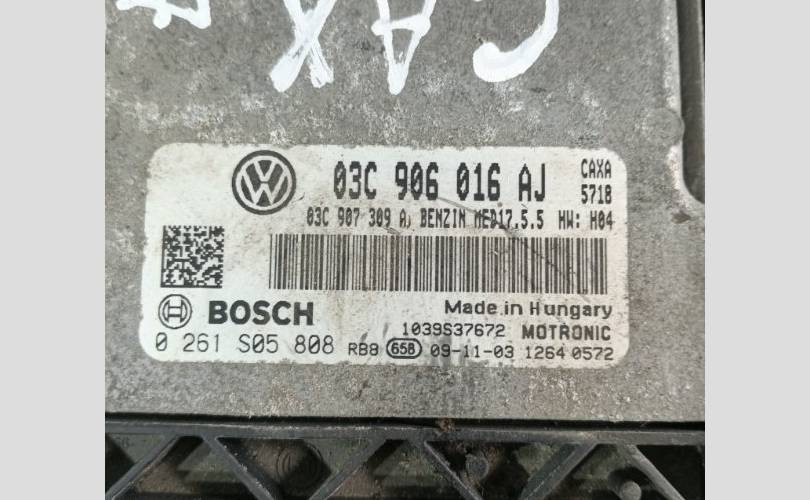 CAXA
03C 906 016 AJ CAXA
5718
03C 907 309 A, BENZIN MED17.5.5 HW: H04
BOSCH Made in Hungary
1039S37672 MOTRONIC
0 261 S05 808 RB8 658 09-11-03 1264 0572